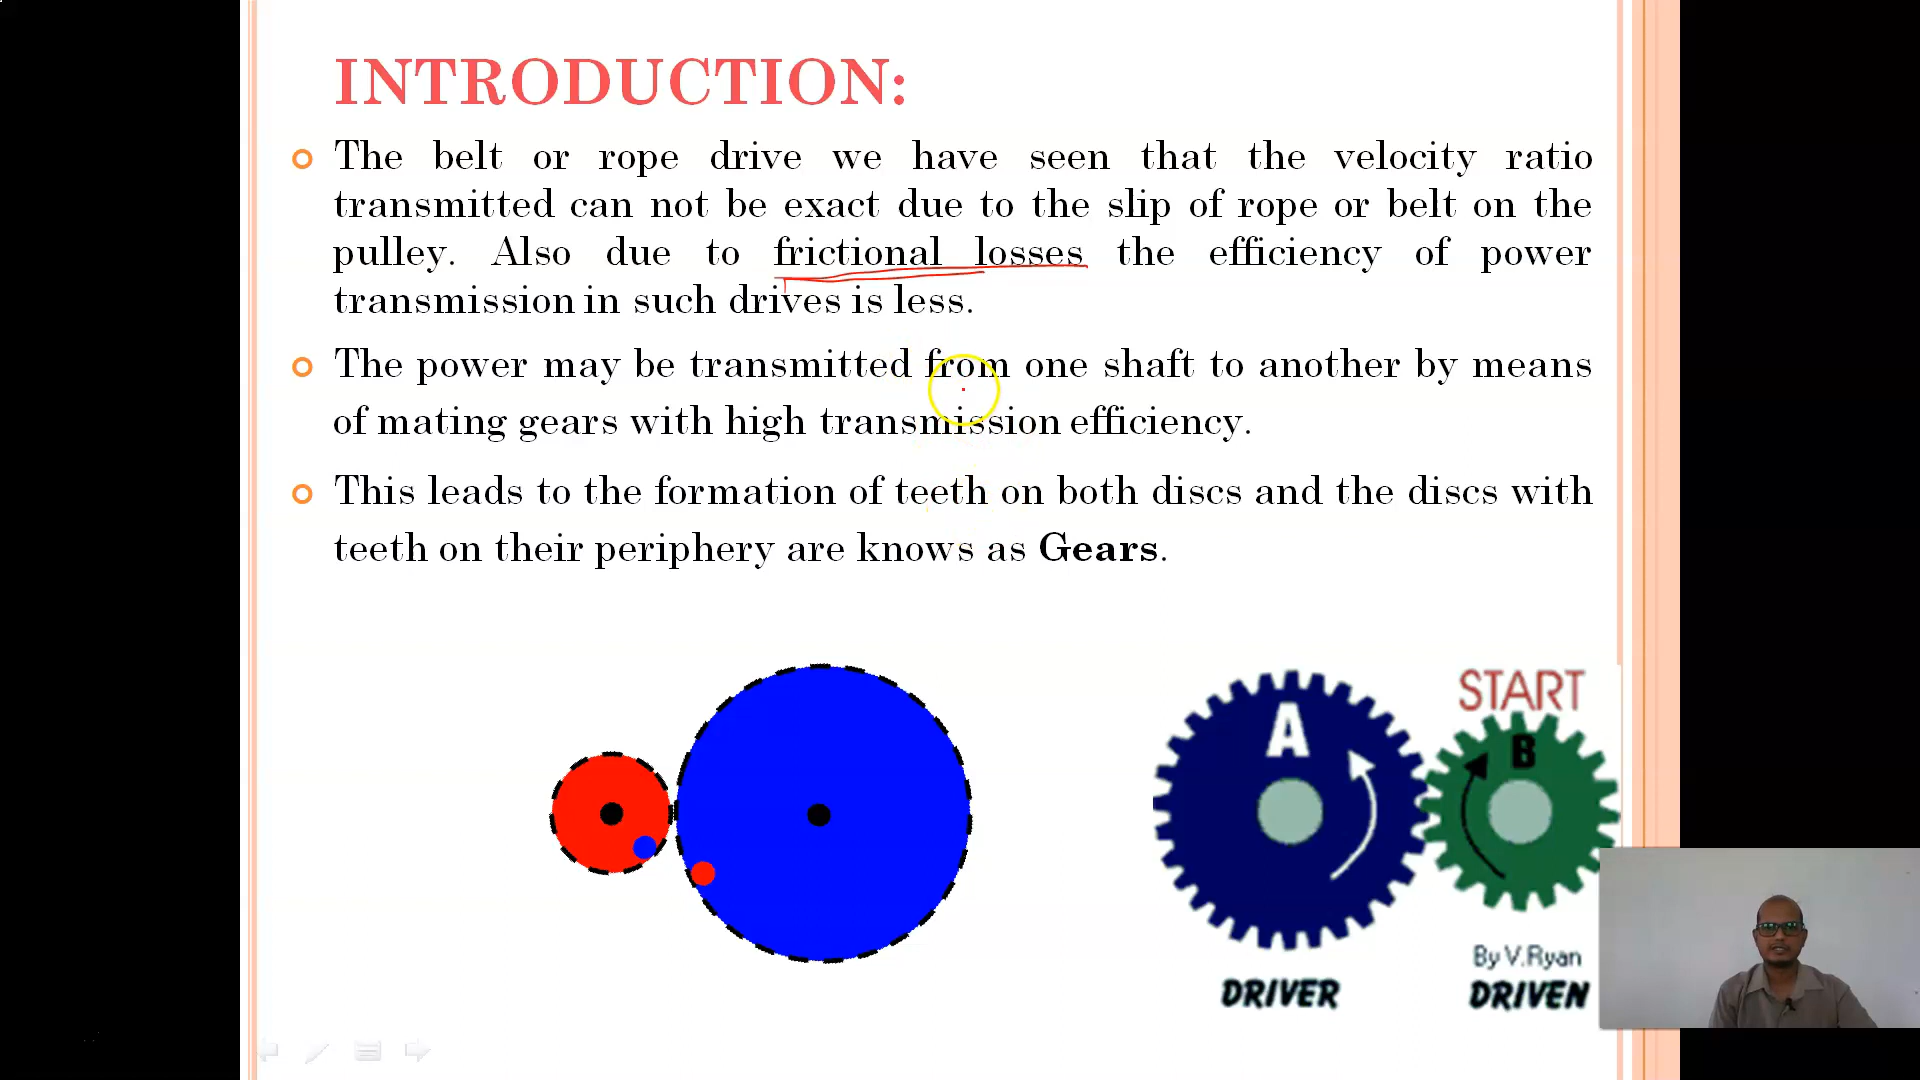 INTRODUCTION:
The belt or rope drive we have seen that the velocity ratio
transmitted can not be exact due to the slip of rope or belt on the
pulley. Also due to frictional losses the efficiency of power
transmission in such drives is less.
The power may be transmitted from one shaft to another by means
of mating gears with high transmission efficiency.
This leads to the formation of teeth on both discs and the discs with
teeth on their periphery are knows as Gears.
START
A
B
By V.Ryan
DRIVER
DRIVEN